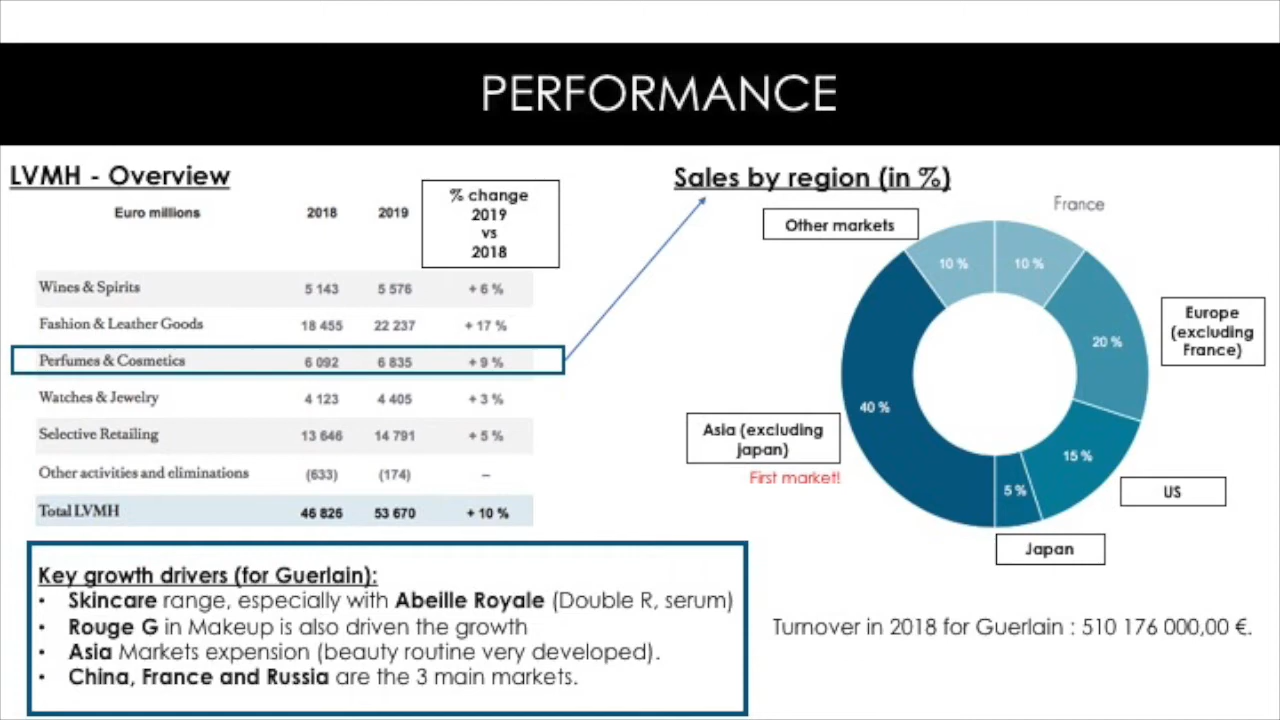 PERFORMANCE
LVMH - Overview
Euro millions 2018 2019
% change
2019
vs
2018
Wines & Spirits 5 143 5 576 + 6 %
Fashion & Leather Goods 18 455 22 237 + 17 %
Perfumes & Cosmetics 6 092 6 835 + 9 %
Watches & Jewelry 4 123 4 405 + 3 %
Selective Retailing 13 646 14 791 + 5 %
Other activities and eliminations (633) (174) –
Total LVMH 46 826 53 670 + 10 %
Key growth drivers (for Guerlain):
• Skincare range, especially with Abeille Royale (Double R, serum)
• Rouge G in Makeup is also driven the growth
• Asia Markets expension (beauty routine very developed).
• China, France and Russia are the 3 main markets.
Sales by region (in %)
France
Other markets
10 % 10 %
Europe
(excluding
France)
20 %
40 %
Asia (excluding
japan)
First market!
15 %
US
5 %
Japan
Turnover in 2018 for Guerlain : 510 176 000,00 €.